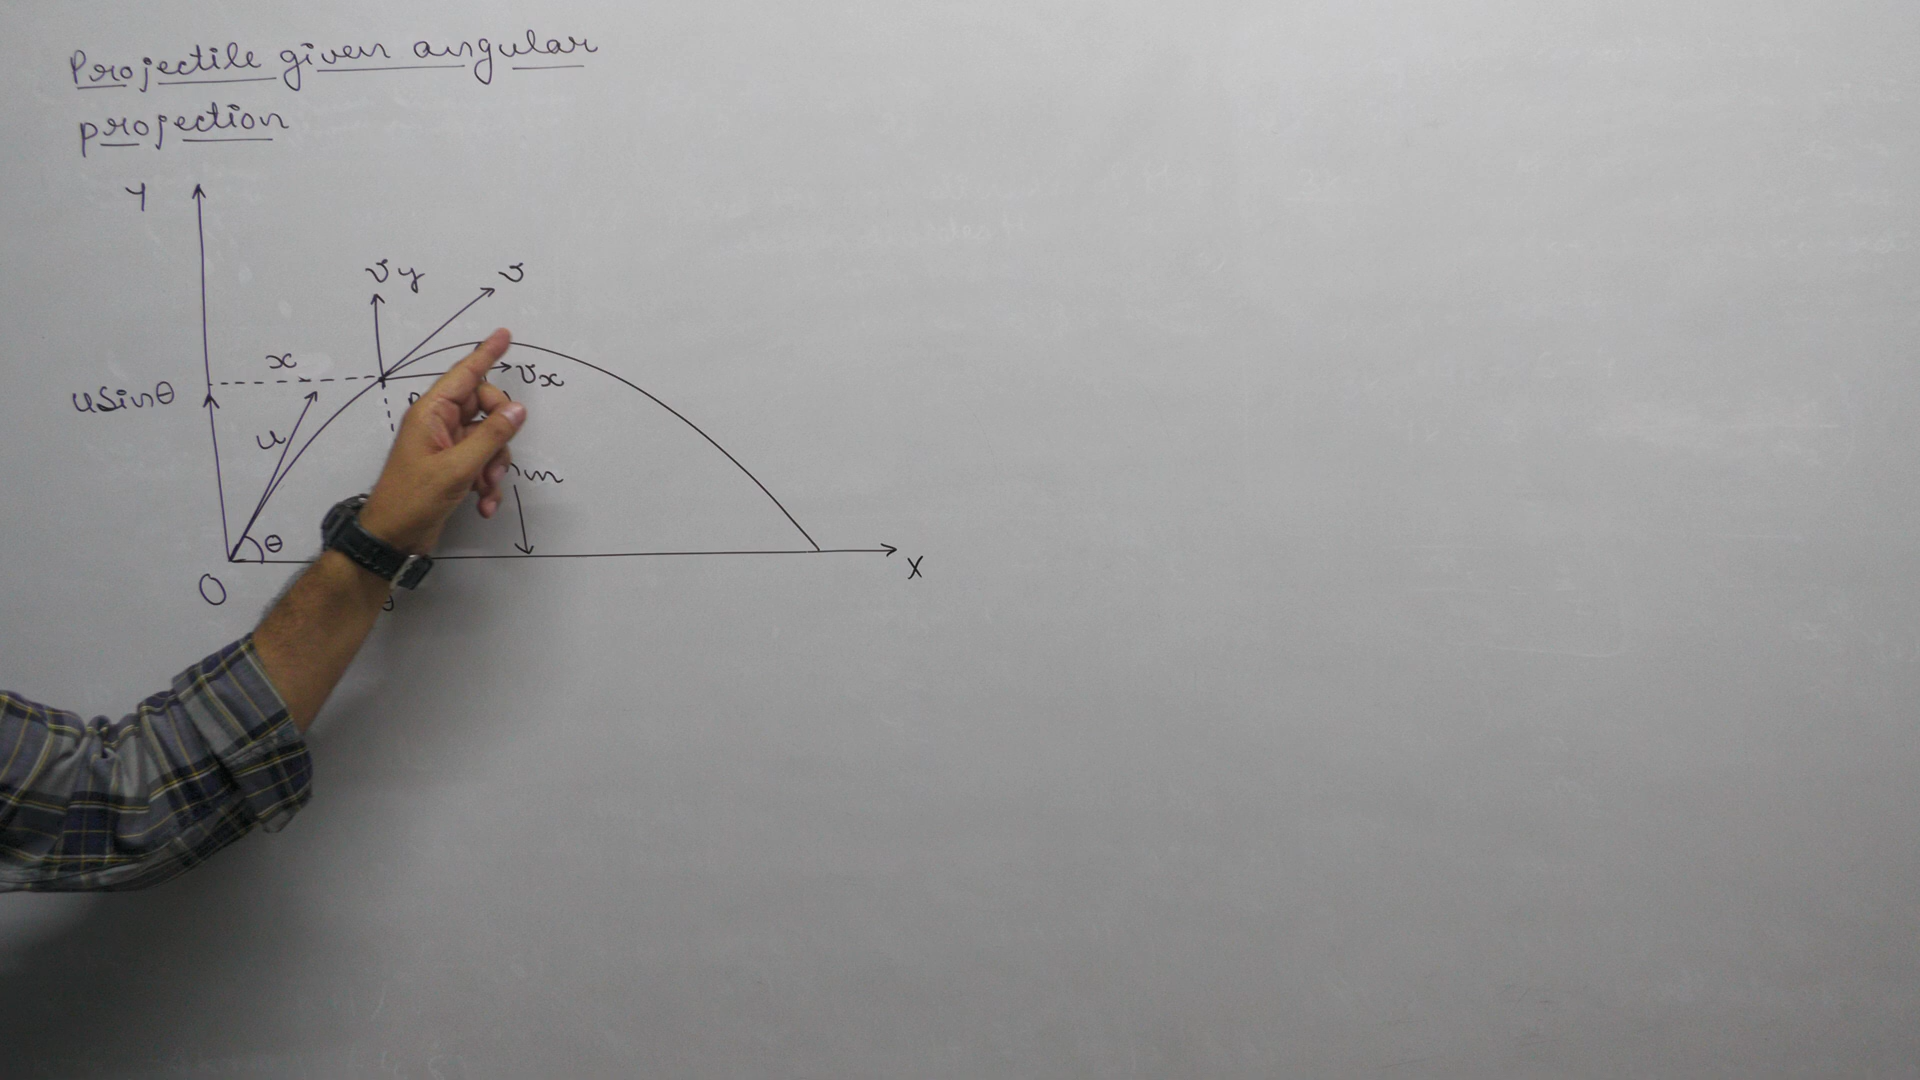 Projectile given angular
projection
Y
vy
v
x
vx
usinθ
u
m
θ
O
X